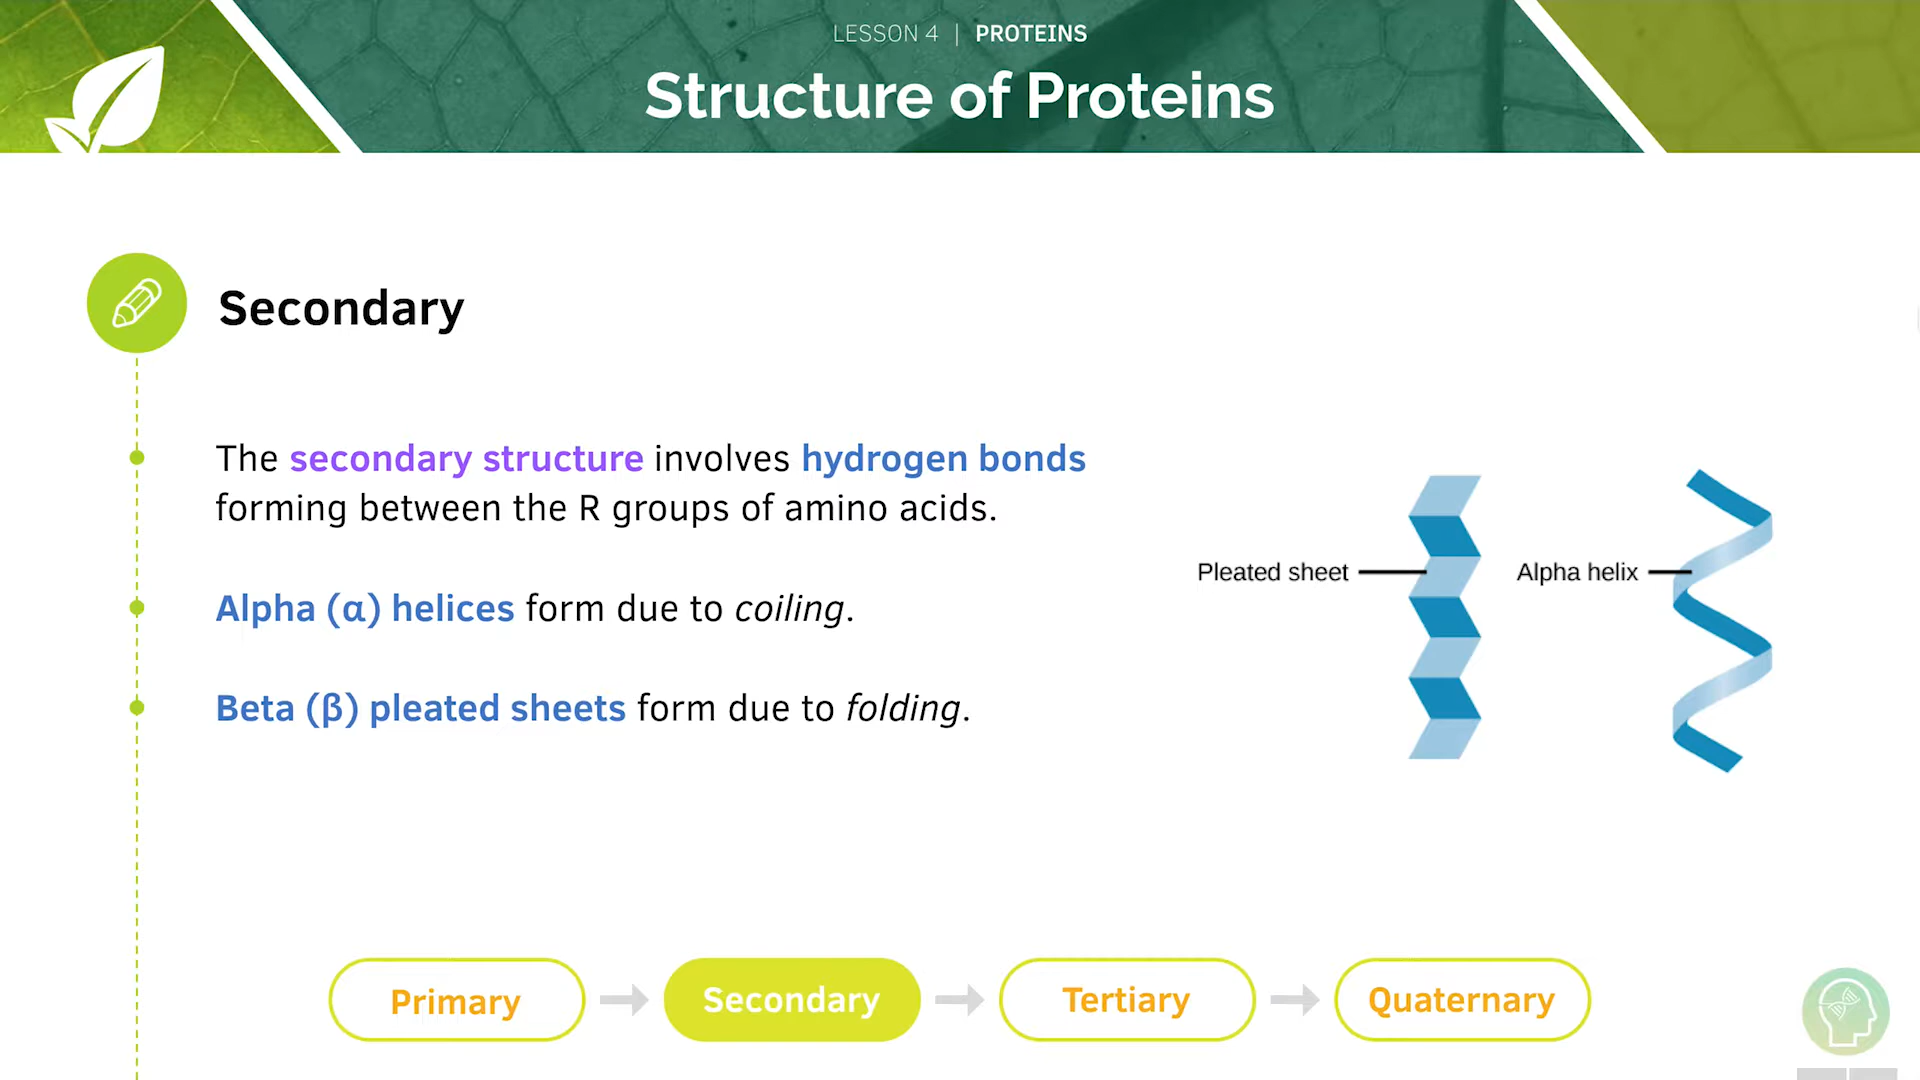 LESSON 4 | PROTEINS
Structure of Proteins
Secondary
The secondary structure involves hydrogen bonds
forming between the R groups of amino acids.
Alpha (α) helices form due to coiling.
Beta (β) pleated sheets form due to folding.
Pleated sheet
Alpha helix
Primary
Secondary
Tertiary
Quaternary